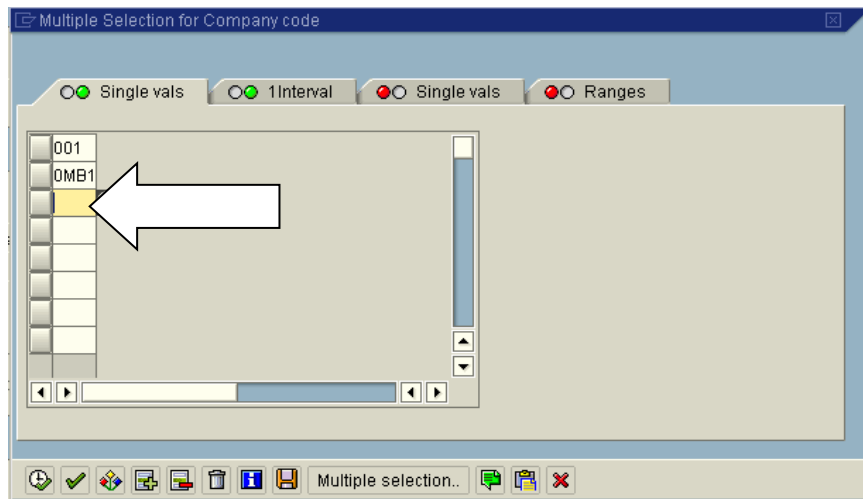 Multiple Selection for Company code
Single vals 1Interval Single vals Ranges
001
0MB1
Multiple selection..